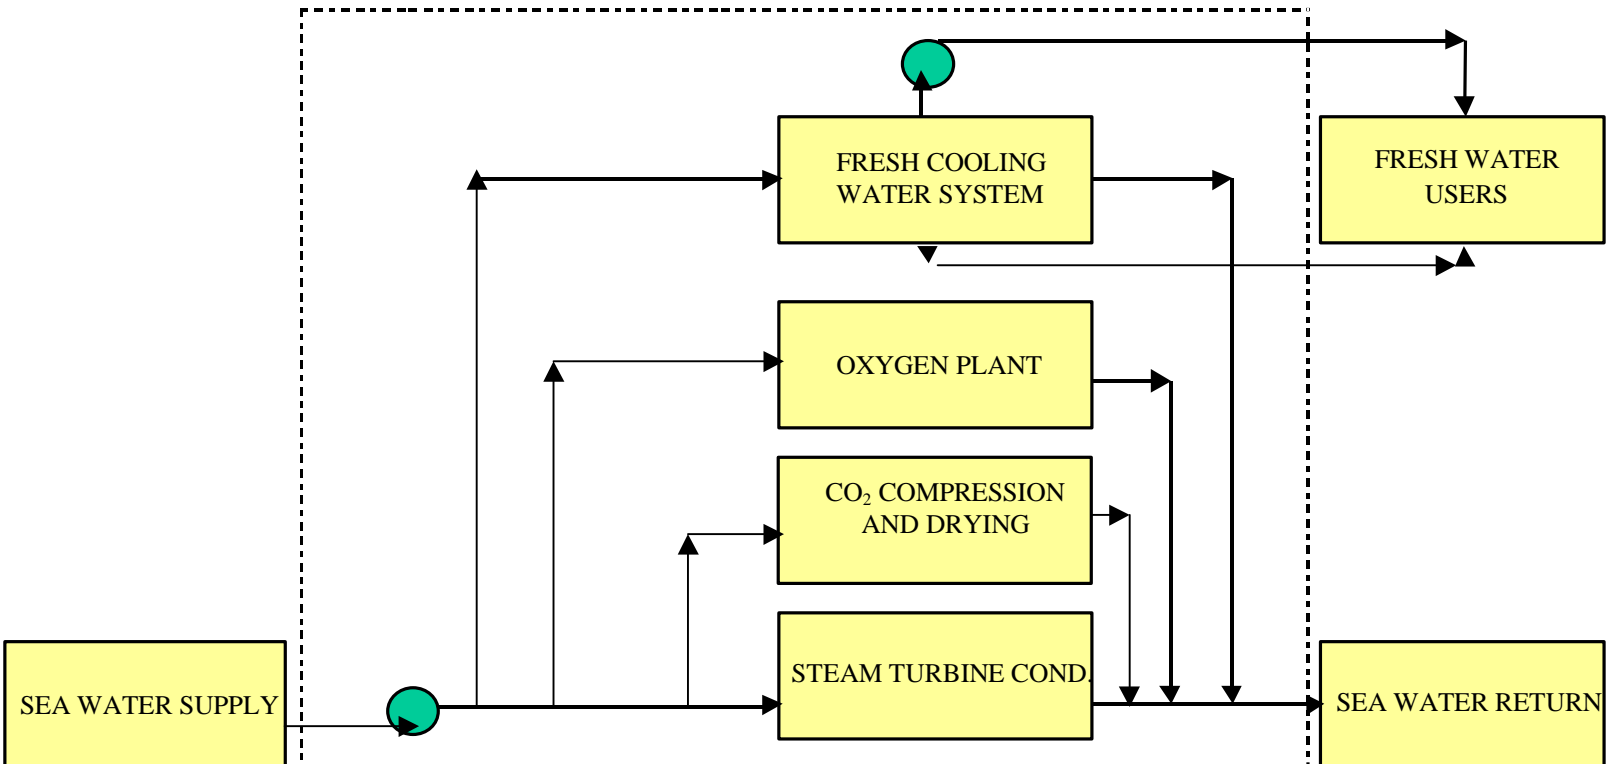 FRESH COOLING
WATER SYSTEM
FRESH WATER
USERS
OXYGEN PLANT
CO₂ COMPRESSION
AND DRYING
STEAM TURBINE COND.
SEA WATER SUPPLY
SEA WATER RETURN